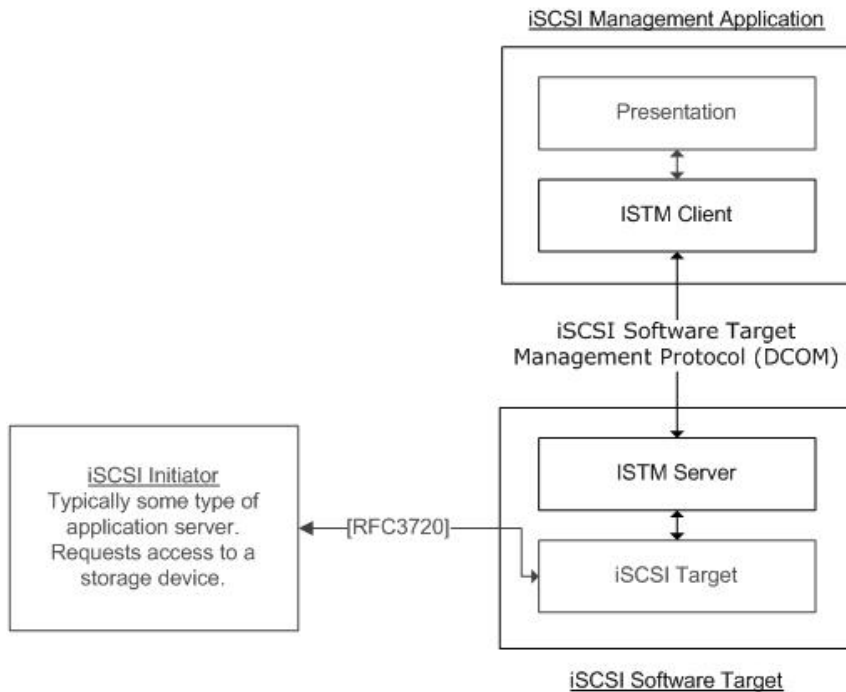 iSCSI Management Application
Presentation
ISTM Client
iSCSI Software Target
Management Protocol (DCOM)
iSCSI Initiator
Typically some type of
application server.
Requests access to a
storage device.
[RFC3720]
ISTM Server
iSCSI Target
iSCSI Software Target